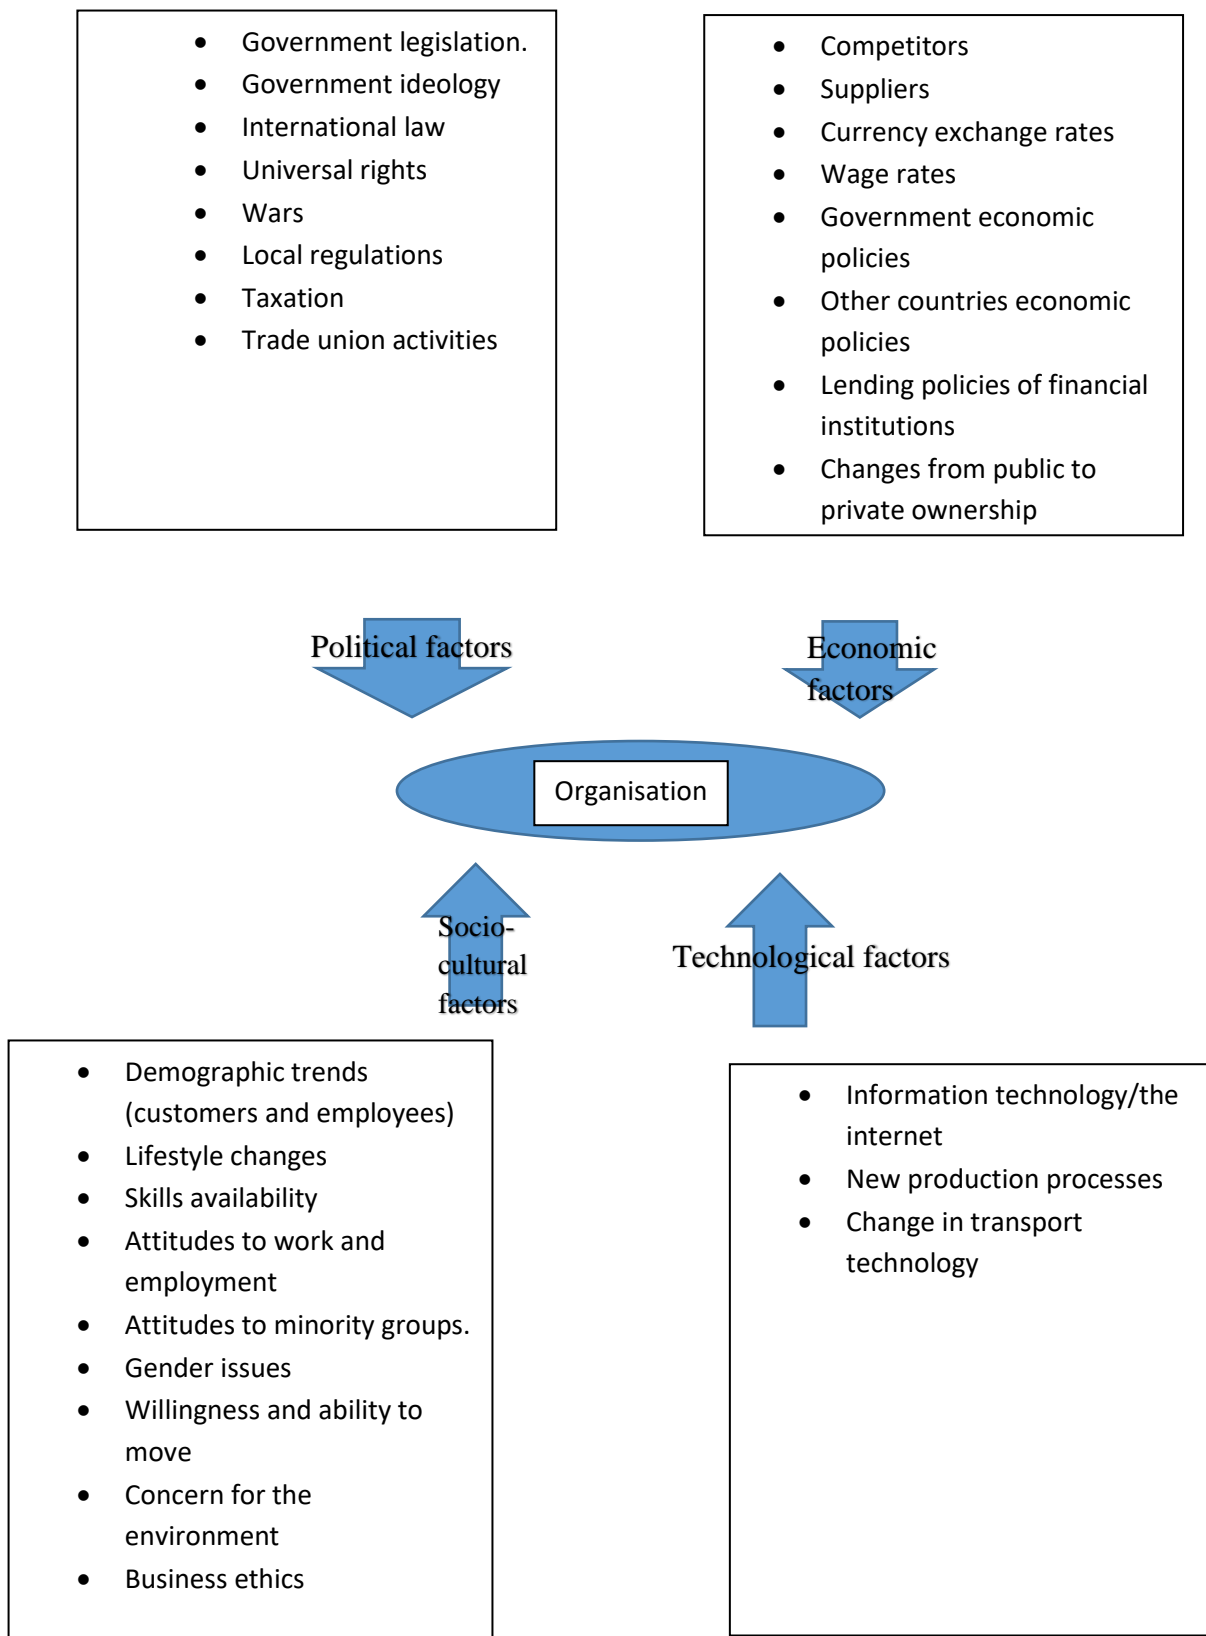 • Government legislation.
• Government ideology
• International law
• Universal rights
• Wars
• Local regulations
• Taxation
• Trade union activities
• Competitors
• Suppliers
• Currency exchange rates
• Wage rates
• Government economic
policies
• Other countries economic
policies
• Lending policies of financial
institutions
• Changes from public to
private ownership
Political factors
Economic
factors
Organisation
Socio-
cultural
factors
Technological factors
• Demographic trends
(customers and employees)
• Lifestyle changes
• Skills availability
• Attitudes to work and
employment
• Attitudes to minority groups.
• Gender issues
• Willingness and ability to
move
• Concern for the
environment
• Business ethics
• Information technology/the
internet
• New production processes
• Change in transport
technology